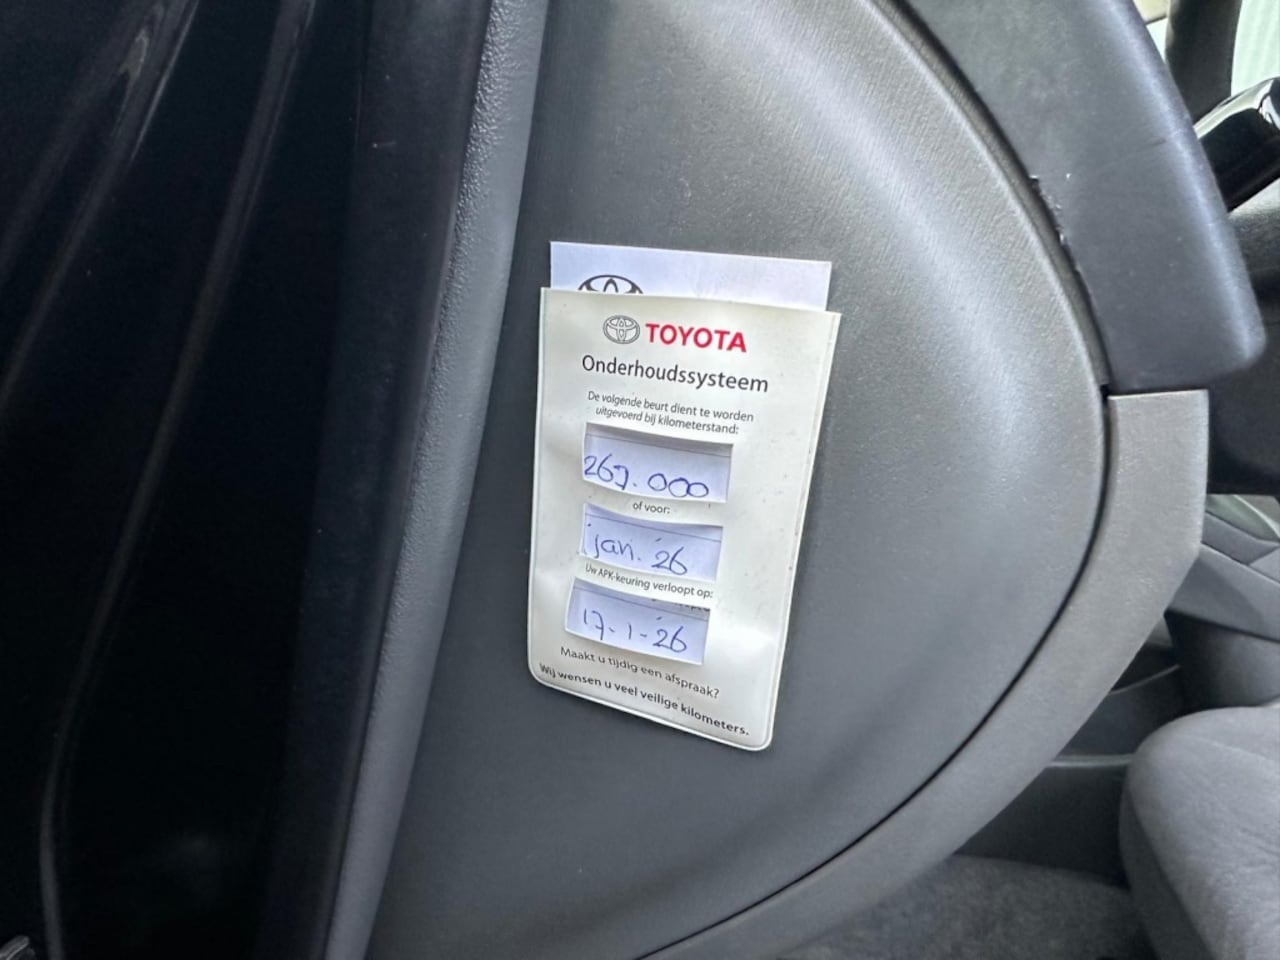 TOYOTA
Onderhoudssysteem
De volgende beurt dient te worden
uitgevoerd bij kilometerstand:
267.000
of voor:
jan. '26
Uw APK-keuring verloopt op:
17-1-'26
Maakt u tijdig een afspraak?
Wij wensen u veel veilige kilometers.